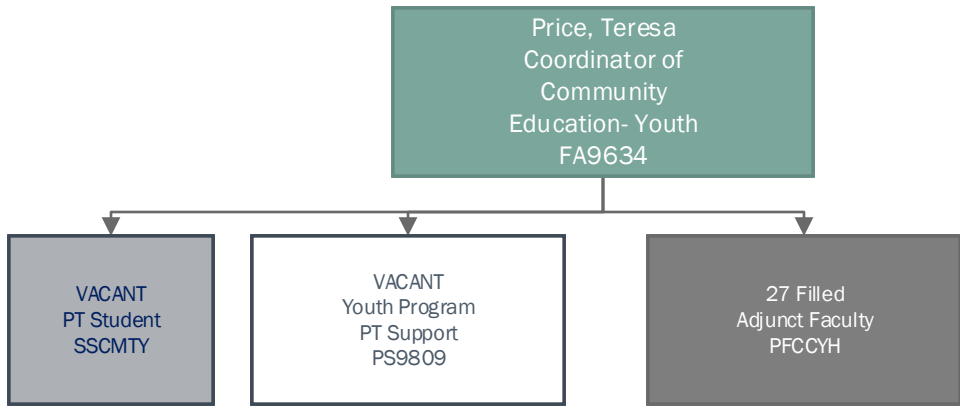 Price, Teresa
Coordinator of
Community
Education- Youth
FA9634
VACANT
PT Student
SSCMTY
VACANT
Youth Program
PT Support
PS9809
27 Filled
Adjunct Faculty
PFCCYH